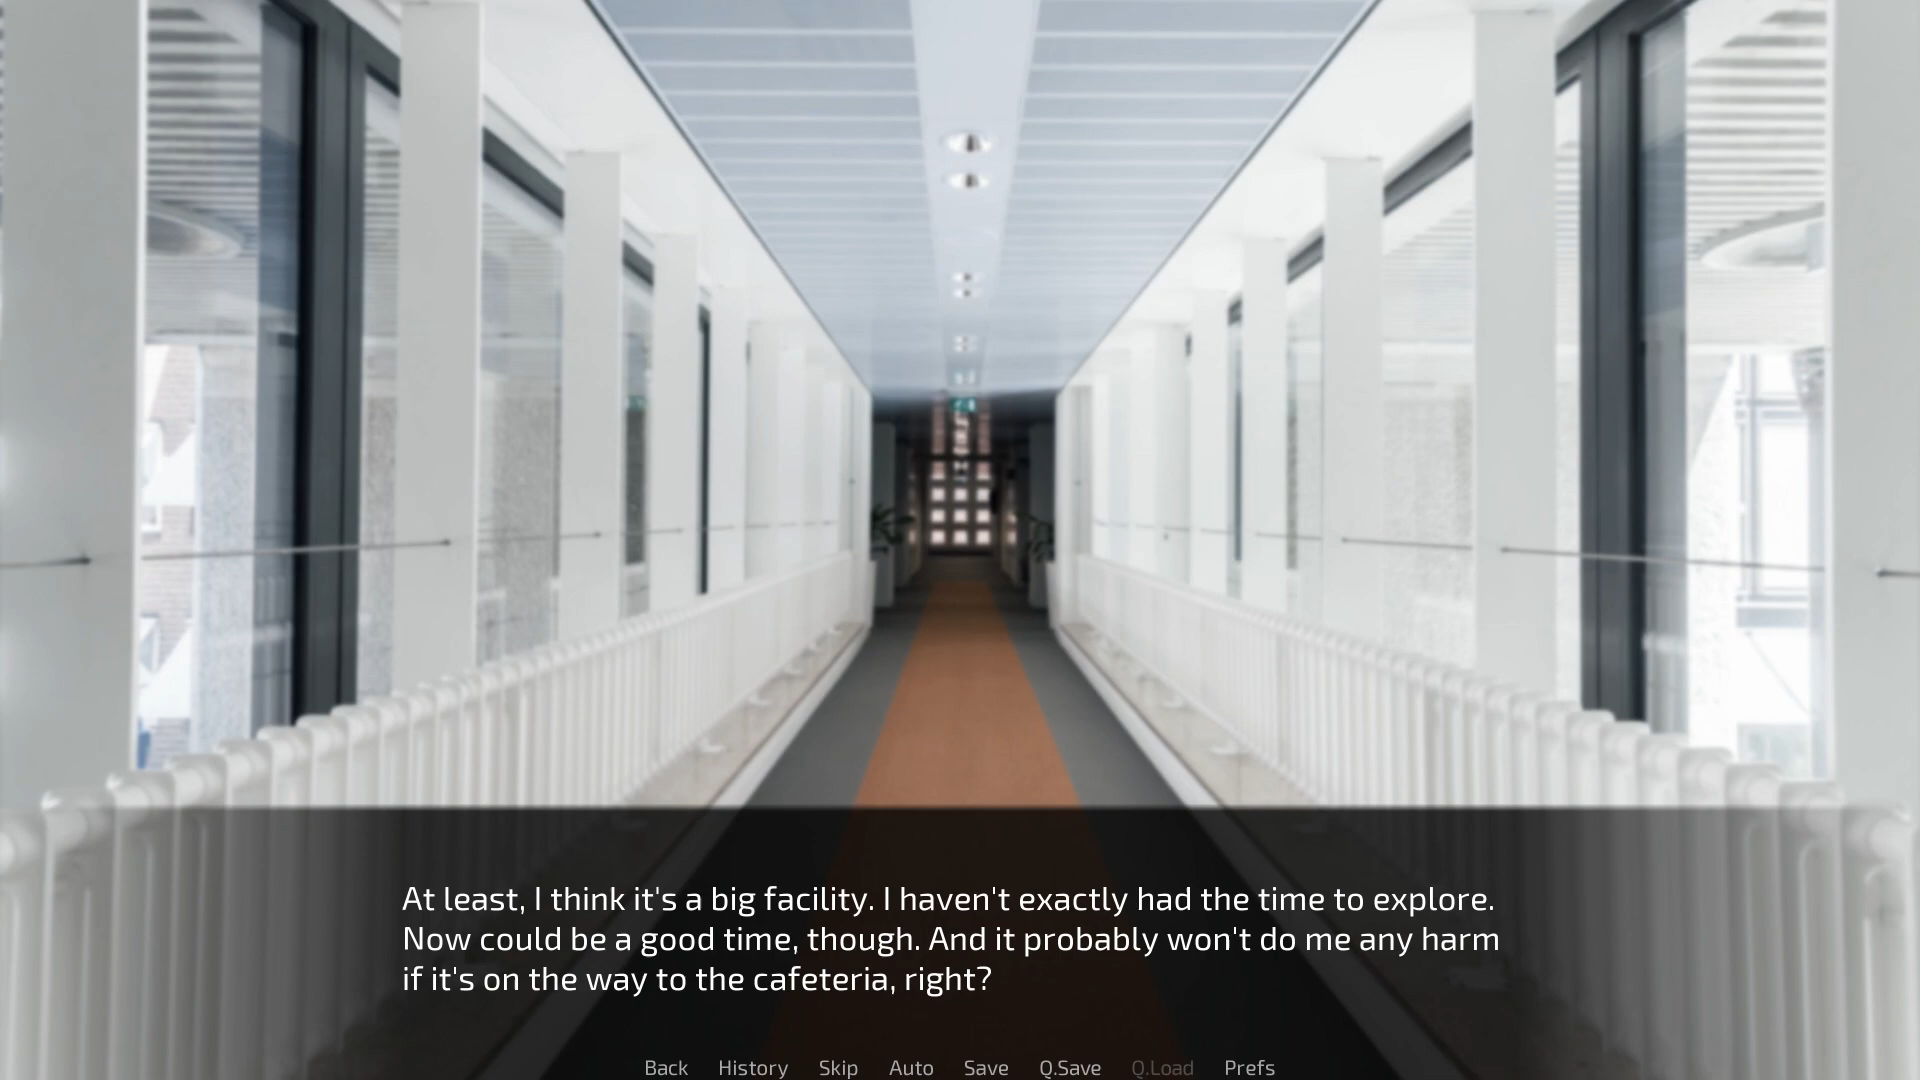 At least, I think it's a big facility. I haven't exactly had the time to explore.
Now could be a good time, though. And it probably won't do me any harm
if it's on the way to the cafeteria, right?
Back History Skip Auto Save Q.Save Q.Load Prefs